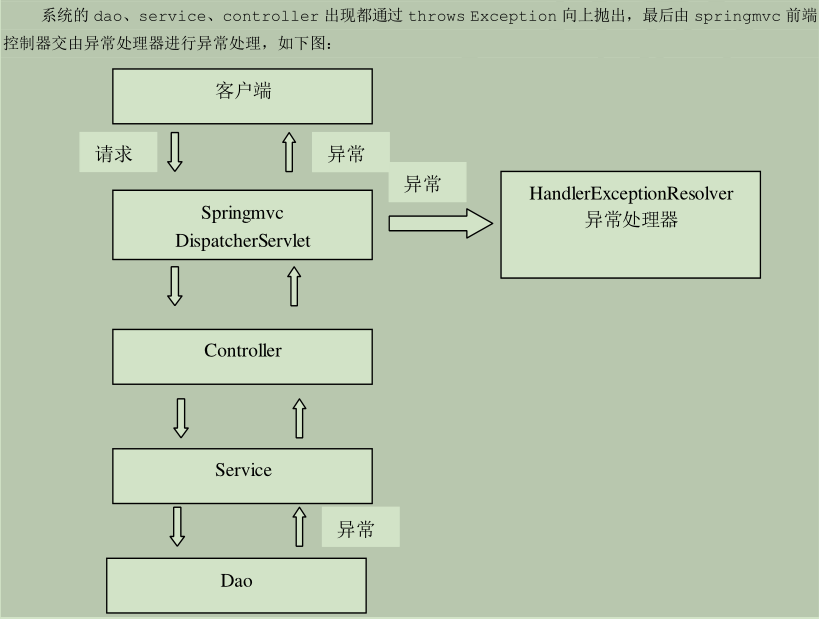 系统的 dao、service、controller 出现都通过 throws Exception 向上抛出，最后由 springmvc 前端
控制器交由异常处理器进行异常处理，如下图：
客户端
请求
异常
异常
Springmvc
DispatcherServlet
HandlerExceptionResolver
异常处理器
Controller
Service
异常
Dao